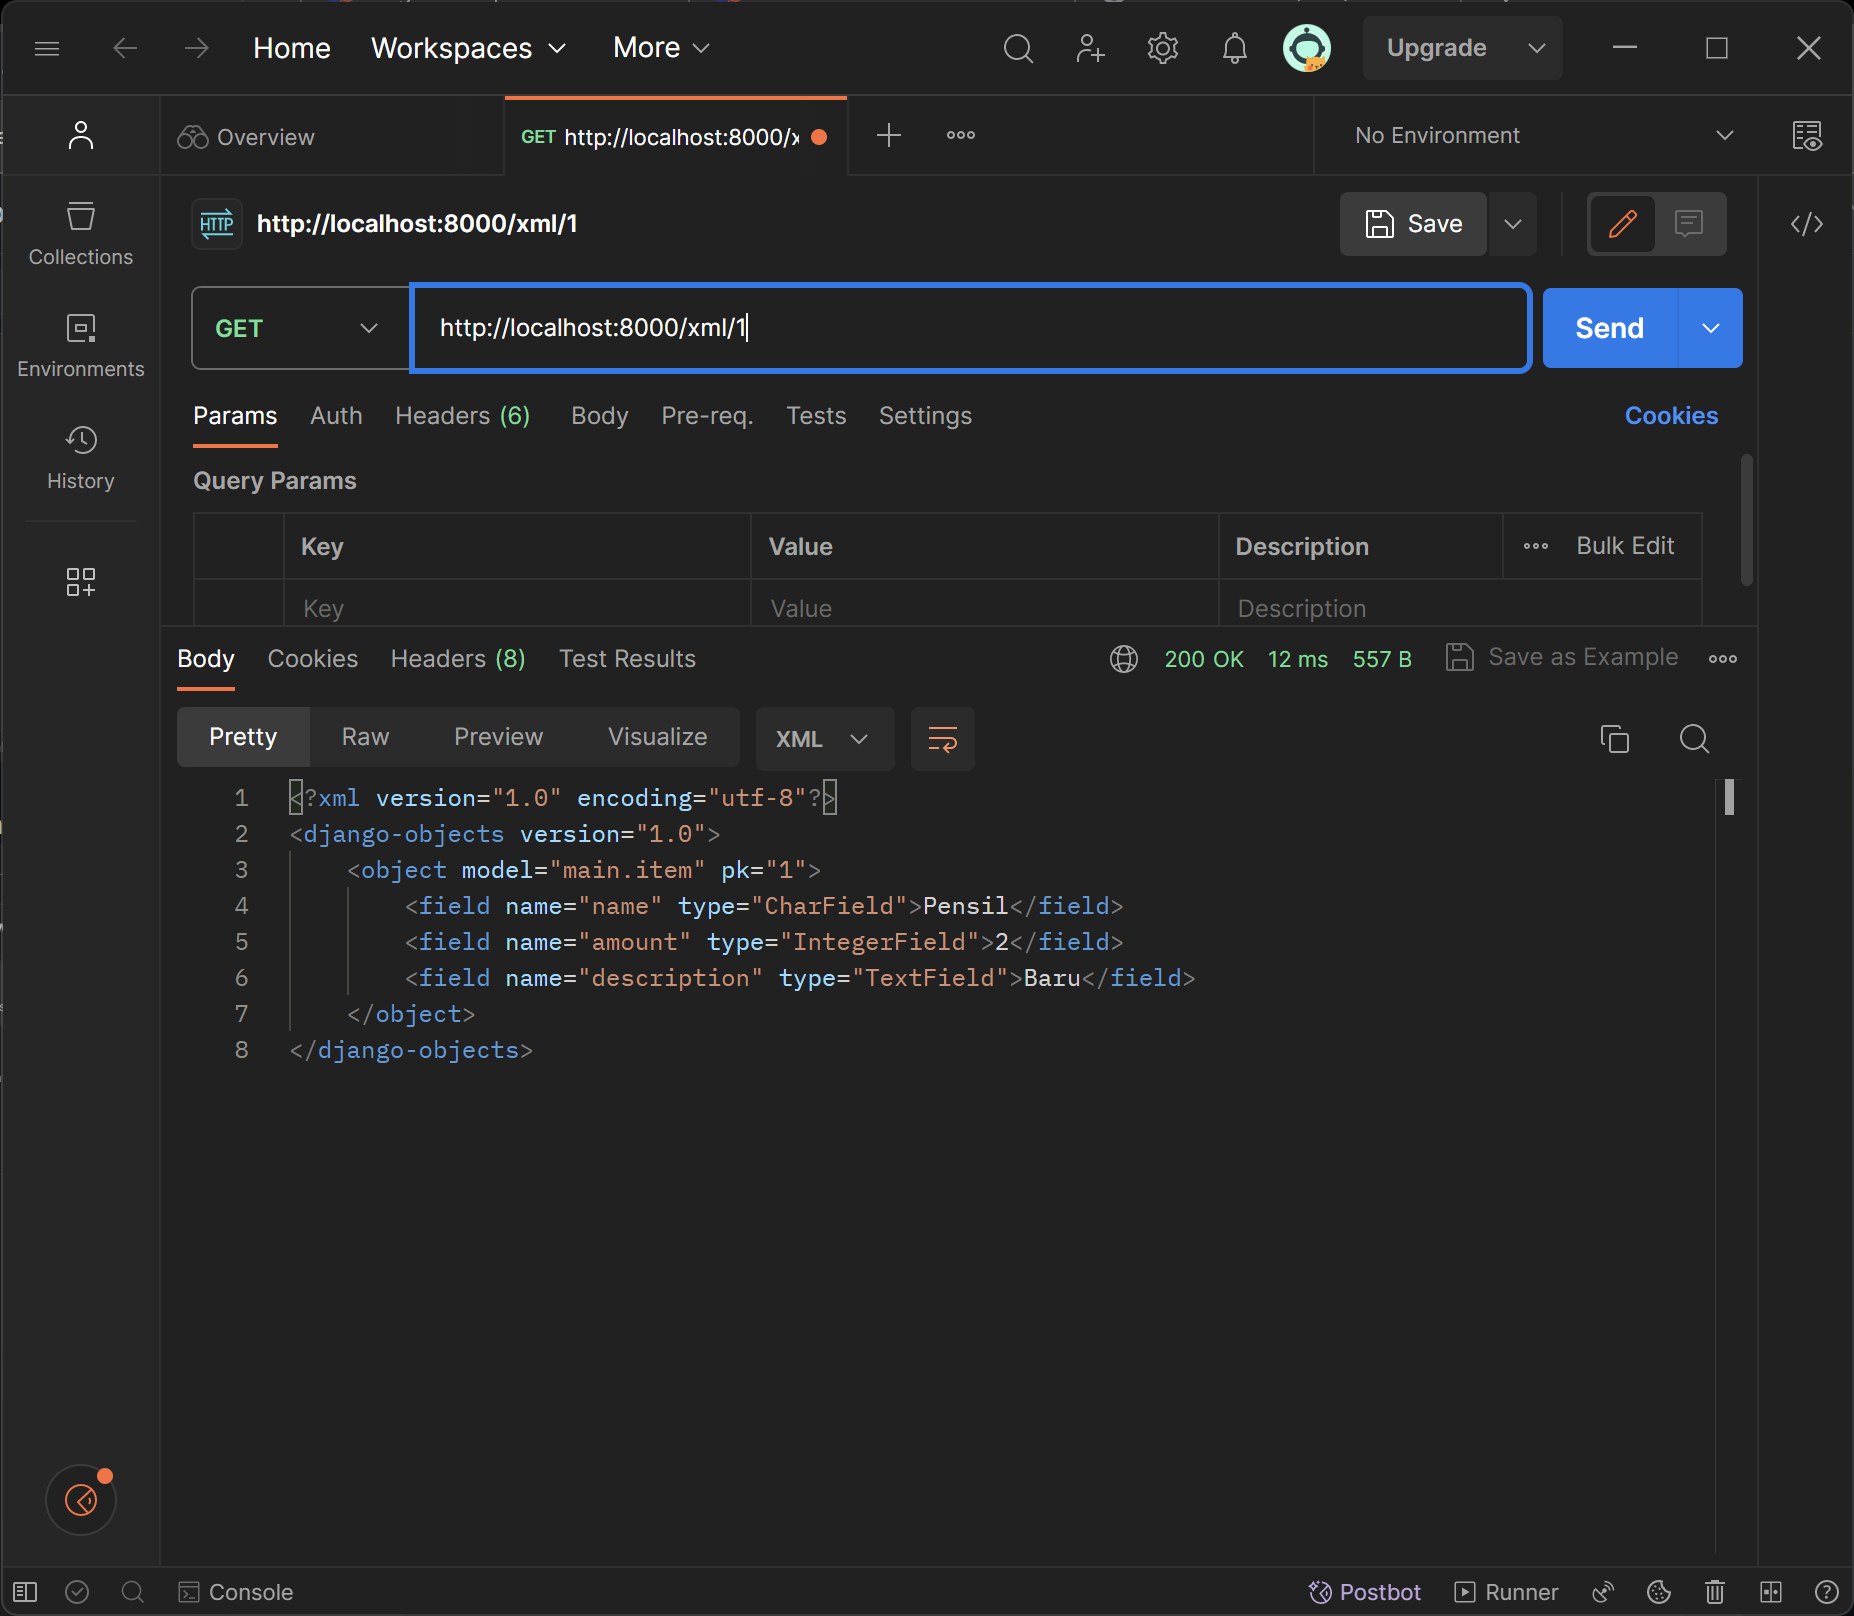 Home Workspaces More Upgrade
Overview GET http://localhost:8000/x No Environment
HTTP http://localhost:8000/xml/1 Save
Collections
GET http://localhost:8000/xml/1 Send
Environments
Params Auth Headers (6) Body Pre-req. Tests Settings Cookies
History
Query Params
Key Value Description Bulk Edit
Key Value Description
Body Cookies Headers (8) Test Results 200 OK 12 ms 557 B Save as Example
Pretty Raw Preview Visualize XML
1 <?xml version="1.0" encoding="utf-8"?>
2 <django-objects version="1.0">
3 <object model="main.item" pk="1">
4 <field name="name" type="CharField">Pensil</field>
5 <field name="amount" type="IntegerField">2</field>
6 <field name="description" type="TextField">Baru</field>
7 </object>
8 </django-objects>
Console Postbot Runner